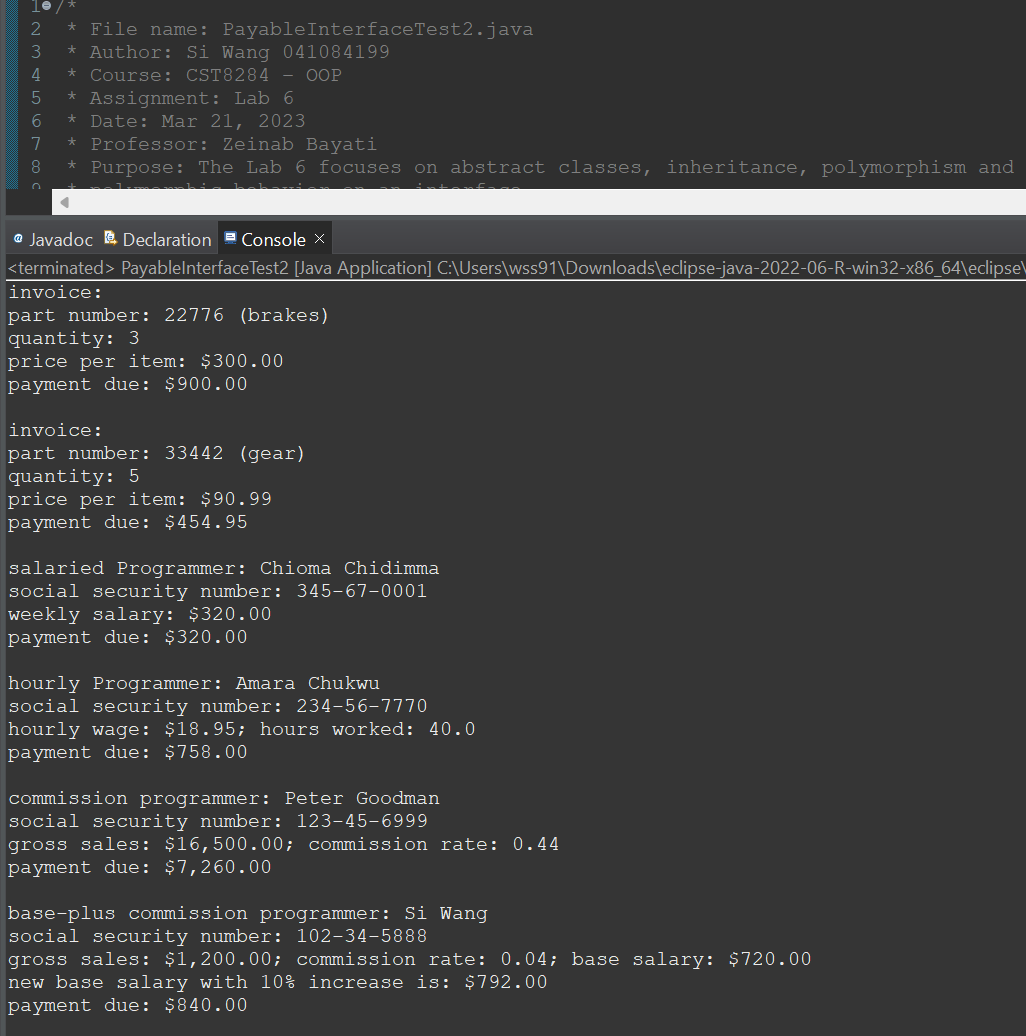 1 /*
2 * File name: PayableInterfaceTest2.java
3 * Author: Si Wang 041084199
4 * Course: CST8284 - OOP
5 * Assignment: Lab 6
6 * Date: Mar 21, 2023
7 * Professor: Zeinab Bayati
8 * Purpose: The Lab 6 focuses on abstract classes, inheritance, polymorphism and
9 * polymorphic behavior on an interface
Javadoc Declaration Console
<terminated> PayableInterfaceTest2 [Java Application] C:\Users\wss91\Downloads\eclipse-java-2022-06-R-win32-x86_64\eclipse\
invoice:
part number: 22776 (brakes)
quantity: 3
price per item: $300.00
payment due: $900.00

invoice:
part number: 33442 (gear)
quantity: 5
price per item: $90.99
payment due: $454.95

salaried Programmer: Chioma Chidimma
social security number: 345-67-0001
weekly salary: $320.00
payment due: $320.00

hourly Programmer: Amara Chukwu
social security number: 234-56-7770
hourly wage: $18.95; hours worked: 40.0
payment due: $758.00

commission programmer: Peter Goodman
social security number: 123-45-6999
gross sales: $16,500.00; commission rate: 0.44
payment due: $7,260.00

base-plus commission programmer: Si Wang
social security number: 102-34-5888
gross sales: $1,200.00; commission rate: 0.04; base salary: $720.00
new base salary with 10% increase is: $792.00
payment due: $840.00